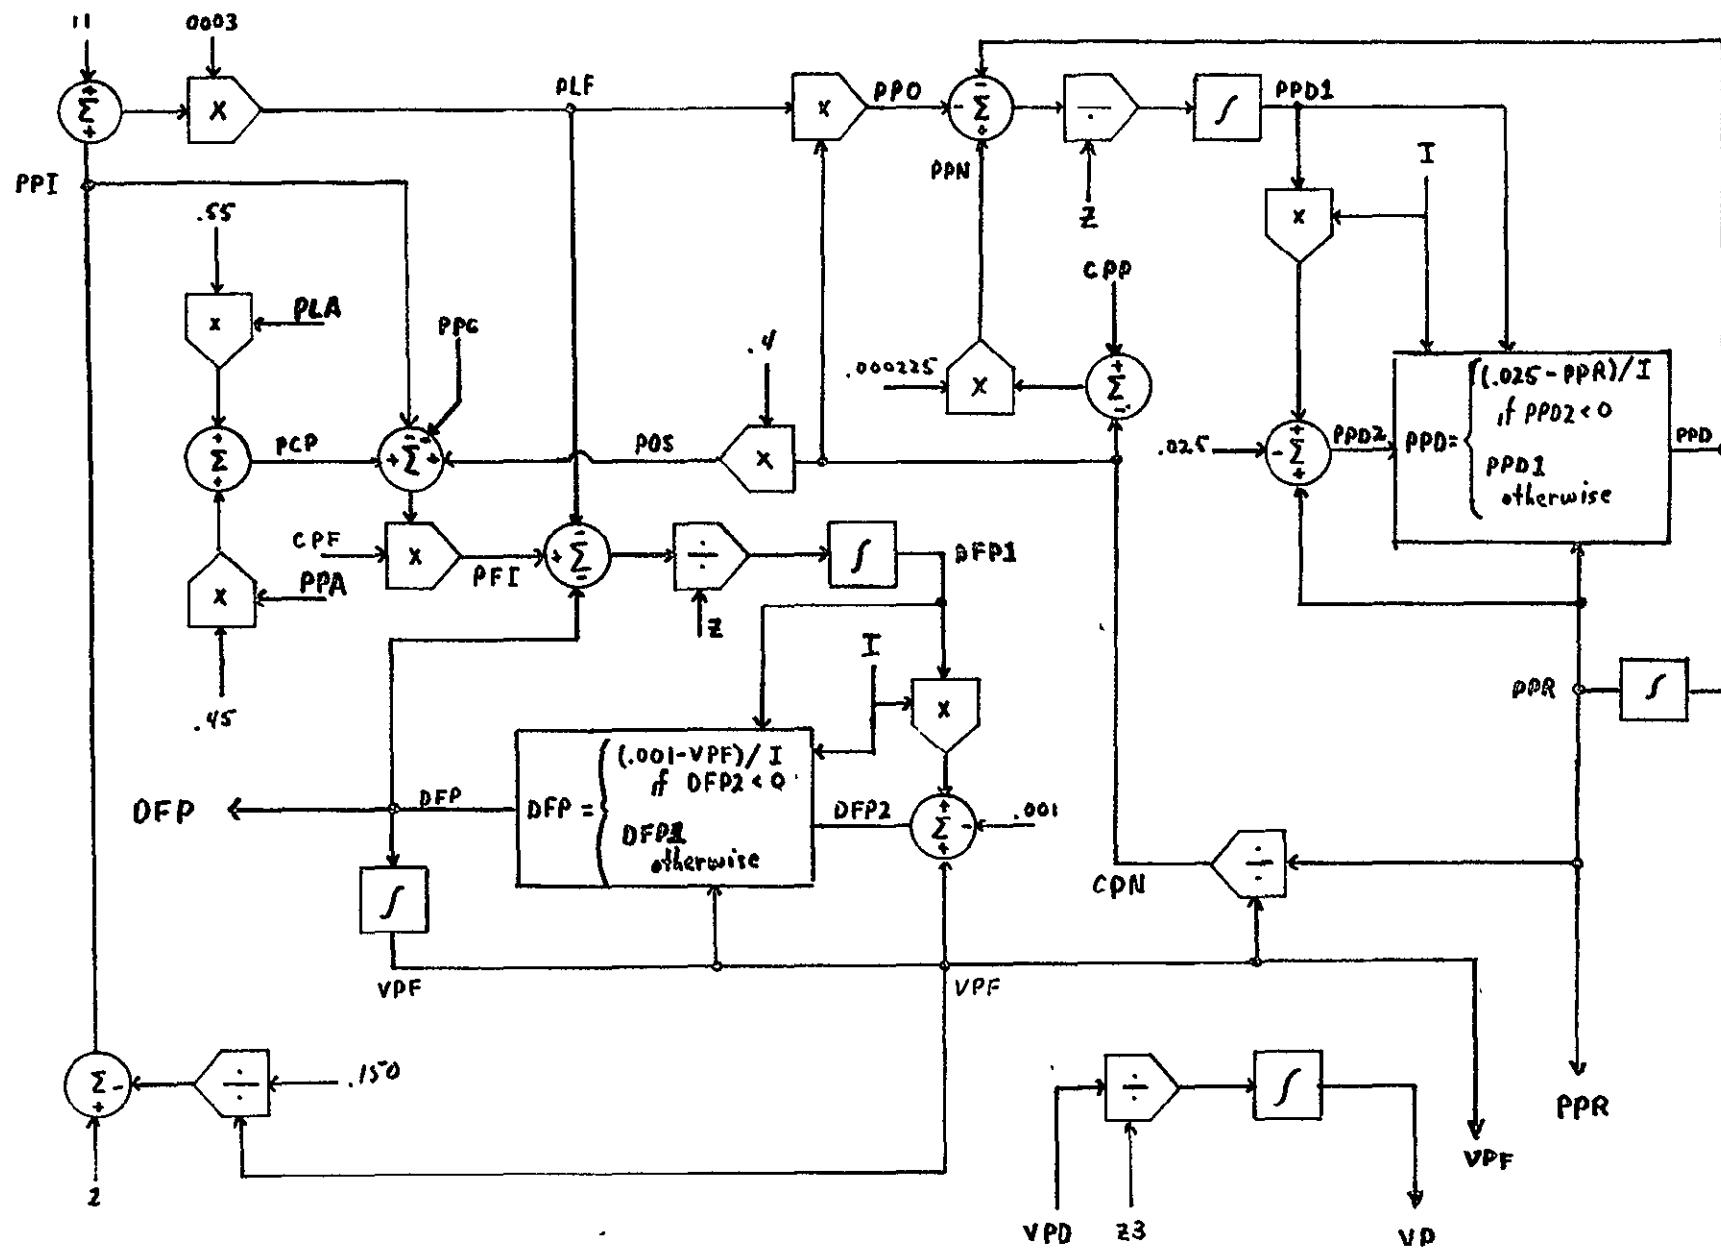 11
0003
PLF
PPO
PPD1
PPI
PPN
Z
I
.55
CPP
PLA
PPG
.4
.000225
(.025-PPR)/I
if PPD2<0
PPD=
PPD1
otherwise
PCP
POS
.025
PPD2
PPD
CPF
PFI
DFP1
PPA
Z
I
.45
PPR
(.001-VPF)/I
if DFP2<0
DFP
DFP
DFP=
DFP1
otherwise
DFP2
.001
CPN
VPF
VPF
.150
2
PPR
VPF
VPD
Z3
VP